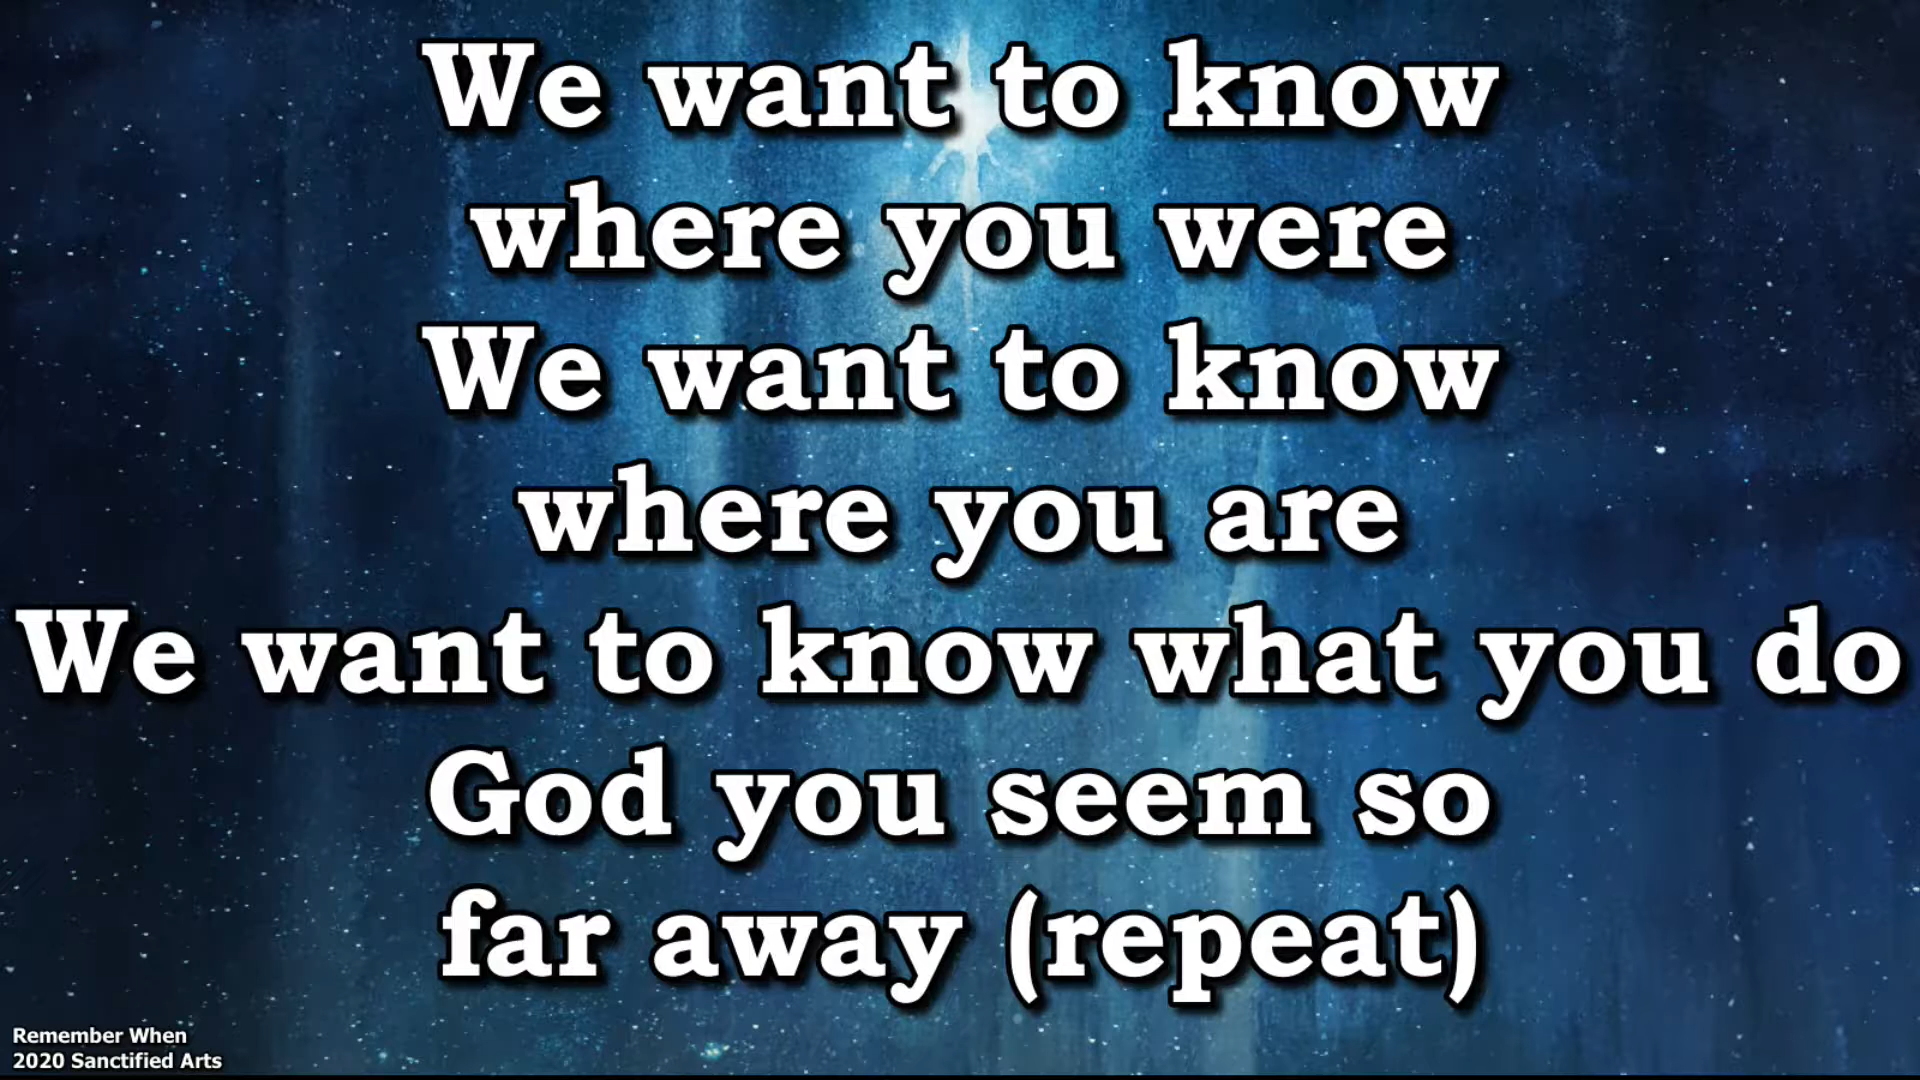 We want to know
where you were
We want to know
where you are
We want to know what you do
God you seem so
far away (repeat)
Remember When
2020 Sanctified Arts